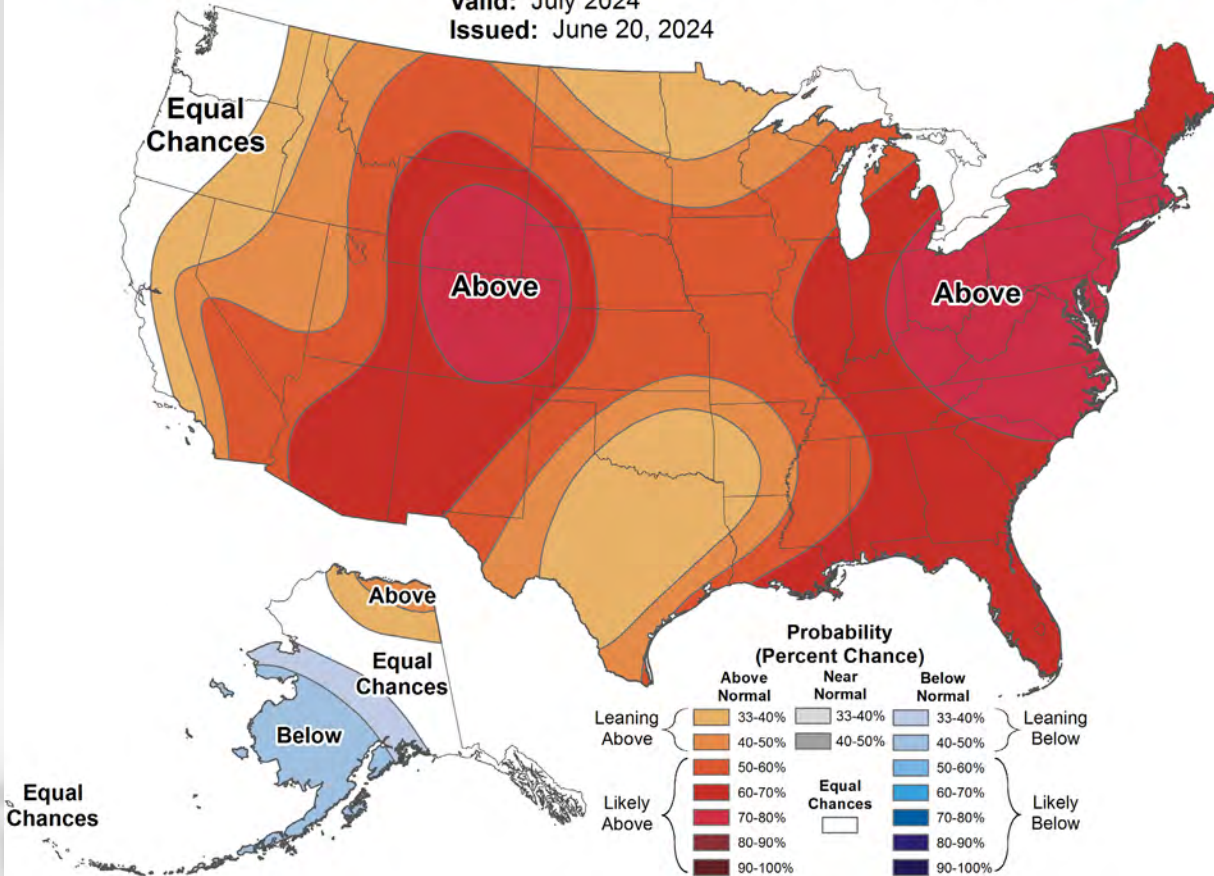 Valid: July 2024
Issued: June 20, 2024
Equal
Chances
Above
Above
Above
Equal
Chances
Below
Equal
Chances
Probability
(Percent Chance)
Above
Normal
Near
Normal
Below
Normal
Leaning
Above
33-40%
33-40%
33-40%
Leaning
Below
40-50%
40-50%
40-50%
Likely
Above
50-60%
50-60%
Likely
Below
60-70%
Equal
Chances
60-70%
70-80%
70-80%
80-90%
80-90%
90-100%
90-100%